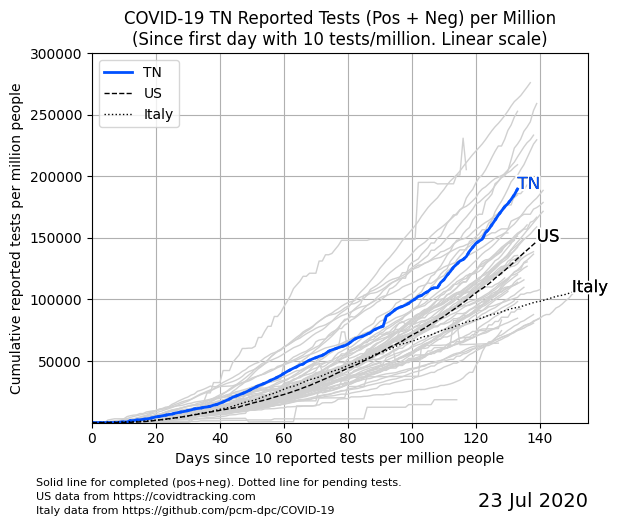 COVID-19 TN Reported Tests (Pos + Neg) per Million
(Since first day with 10 tests/million. Linear scale)
Cumulative reported tests per million people
300000
250000
200000
150000
100000
50000
TN
US
Italy
TN
US
Italy
0
20
40
60
80
100
120
140
Days since 10 reported tests per million people
Solid line for completed (pos+neg). Dotted line for pending tests.
US data from https://covidtracking.com
Italy data from https://github.com/pcm-dpc/COVID-19
23 Jul 2020